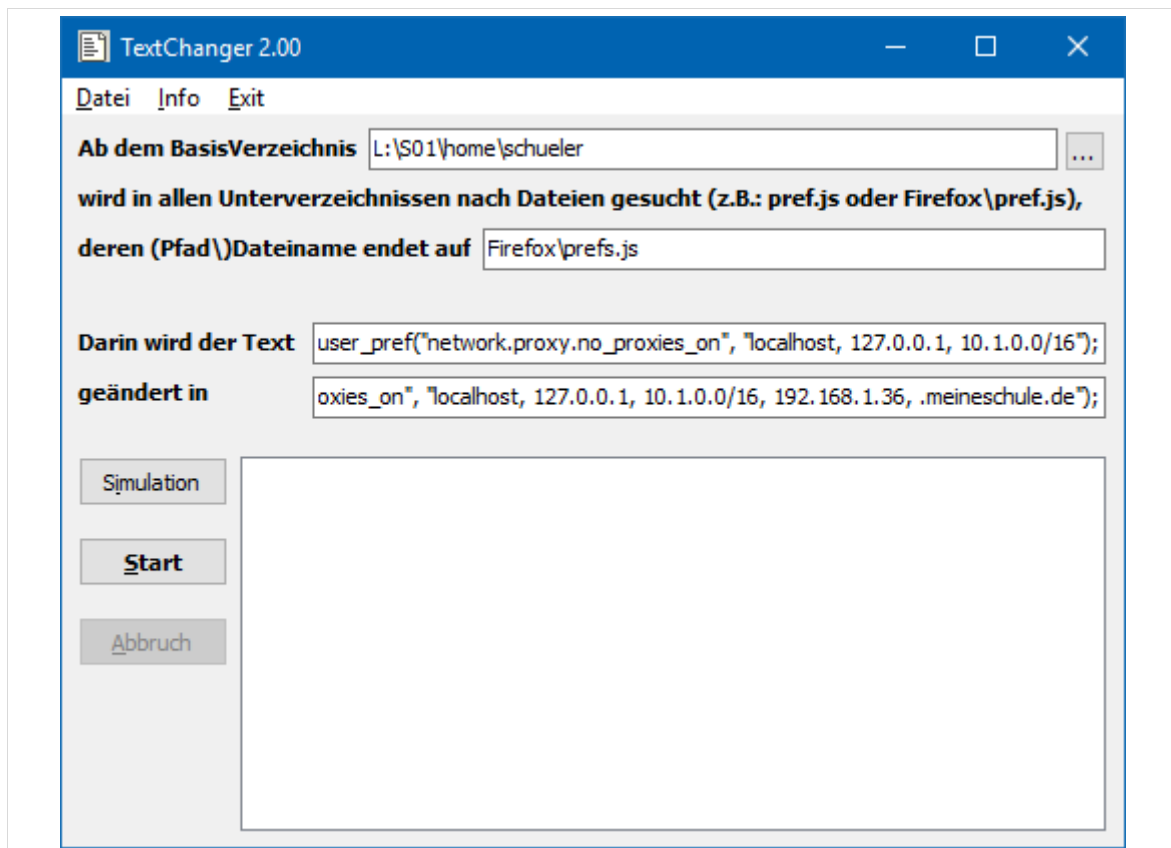 TextChanger 2.00
Datei Info Exit
Ab dem BasisVerzeichnis L:\S01\home\schueler ...
wird in allen Unterverzeichnissen nach Dateien gesucht (z.B.: pref.js oder Firefox\pref.js),
deren (Pfad\)Dateiname endet auf Firefox\prefs.js
Darin wird der Text user_pref("network.proxy.no_proxies_on", "localhost, 127.0.0.1, 10.1.0.0/16");
geändert in oxies_on", "localhost, 127.0.0.1, 10.1.0.0/16, 192.168.1.36, .meineschule.de");
Simulation
Start
Abbruch